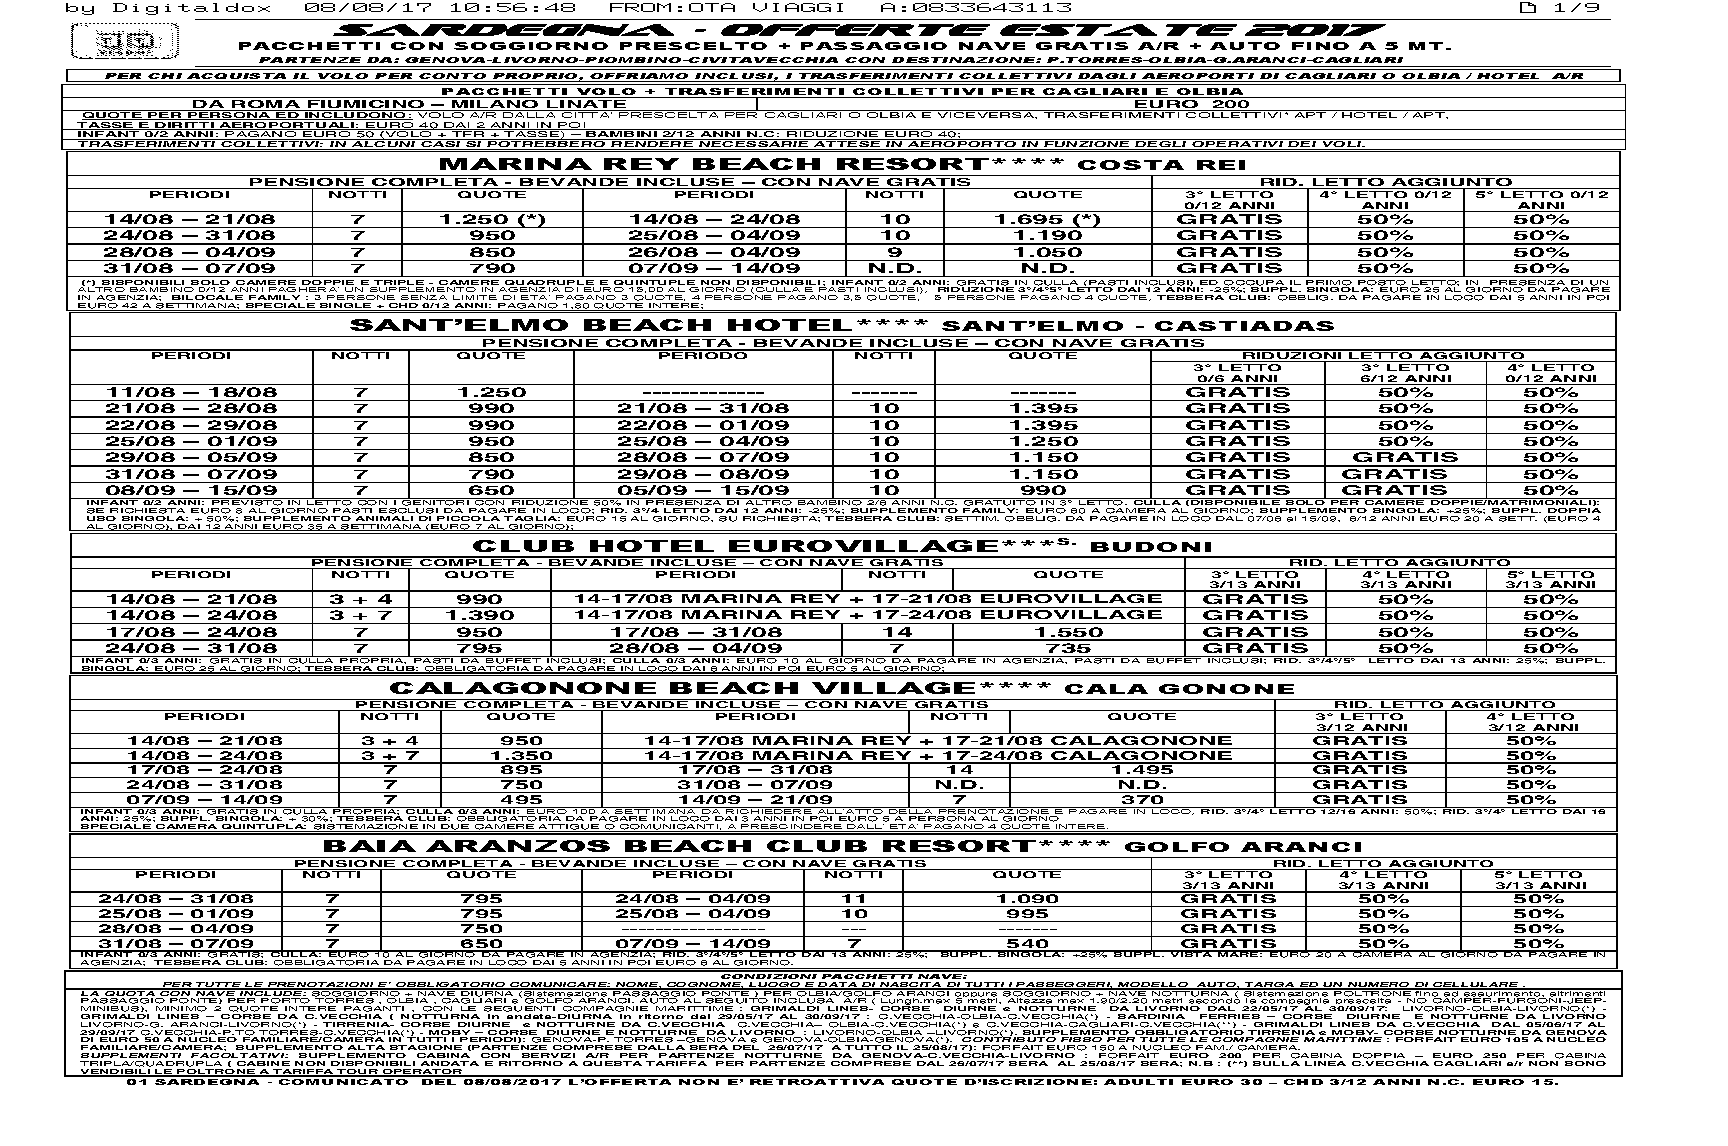 by Digitaldox 08/08/17 10:56:48 FROM:OTA VIAGGI A:0833643113 1/9
SARDEGNA - OFFERTE ESTATE 2017
PACCHETTI CON SOGGIORNO PRESCELTO + PASSAGGIO NAVE GRATIS A/R + AUTO FINO A 5 MT.
PARTENZE DA: GENOVA-LIVORNO-PIOMBINO-CIVITAVECCHIA CON DESTINAZIONE: P.TORRES-OLBIA-G.ARANCI-CAGLIARI
PER CHI ACQUISTA IL VOLO PER CONTO PROPRIO, OFFRIAMO INCLUSI, I TRASFERIMENTI COLLETTIVI DAGLI AEROPORTI DI CAGLIARI O OLBIA / HOTEL A/R
PACCHETTI VOLO + TRASFERIMENTI COLLETTIVI PER CAGLIARI E OLBIA
DA ROMA FIUMICINO – MILANO LINATE EURO 200
QUOTE PER PERSONA ED INCLUDONO: VOLO A/R DALLA CITTA' PRESCELTA PER CAGLIARI O OLBIA E VICEVERSA, TRASFERIMENTI COLLETTIVI* APT / HOTEL / APT,
TASSE E DIRITTI AEROPORTUALI: EURO 40 DAI 2 ANNI IN POI
INFANT 0/2 ANNI: PAGANO EURO 50 (VOLO + TFR + TASSE) – BAMBINI 2/12 ANNI N.C: RIDUZIONE EURO 40;
TRASFERIMENTI COLLETTIVI: IN ALCUNI CASI SI POTREBBERO RENDERE NECESSARIE ATTESE IN AEROPORTO IN FUNZIONE DEGLI OPERATIVI DEI VOLI.
MARINA REY BEACH RESORT**** COSTA REI
PENSIONE COMPLETA - BEVANDE INCLUSE – CON NAVE GRATIS RID. LETTO AGGIUNTO
PERIODI NOTTI QUOTE PERIODI NOTTI QUOTE 3° LETTO 4° LETTO 0/12 5° LETTO 0/12
0/12 ANNI ANNI ANNI
14/08 – 21/08 7 1.250 (*) 14/08 – 24/08 10 1.695 (*) GRATIS 50% 50%
24/08 – 31/08 7 950 25/08 – 04/09 10 1.190 GRATIS 50% 50%
28/08 – 04/09 7 850 26/08 – 04/09 9 1.050 GRATIS 50% 50%
31/08 – 07/09 7 790 07/09 – 14/09 N.D. N.D. GRATIS 50% 50%
(*) DISPONIBILI SOLO CAMERE DOPPIE E TRIPLE - CAMERE QUADRUPLE E QUINTUPLE NON DISPONIBILI; INFANT 0/2 ANNI: GRATIS IN CULLA (PASTI INCLUSI) ED OCCUPA IL PRIMO POSTO LETTO; IN PRESENZA DI UN
ALTRO BAMBINO 0/12 ANNI PAGHERA' UN SUPPLEMENTO IN AGENZIA DI EURO 15,00 AL GIORNO (CULLA E PASTI INCLUSI), RIDUZIONE 3°/4°5° LETTO DAI 12 ANNI: -25%; SUPPL. SINGOLA: EURO 25 AL GIORNO DA PAGARE
IN AGENZIA; BILOCALE FAMILY : 3 PERSONE SENZA LIMITE DI ETA' PAGANO 3 QUOTE, 4 PERSONE PAGANO 3,5 QUOTE, 5 PERSONE PAGANO 4 QUOTE, TESSERA CLUB: OBBLIG. DA PAGARE IN LOCO DAI 5 ANNI IN POI
EURO 42 A SETTIMANA; SPECIALE SINGLE + CHD 0/12 ANNI: PAGANO 1,80 QUOTE INTERE;
SANT'ELMO BEACH HOTEL**** SANT'ELMO - CASTIADAS
PENSIONE COMPLETA - BEVANDE INCLUSE – CON NAVE GRATIS
PERIODI NOTTI QUOTE PERIODO NOTTI QUOTE RIDUZIONI LETTO AGGIUNTO
3° LETTO 3° LETTO 4° LETTO
0/6 ANNI 6/12 ANNI 0/12 ANNI
11/08 – 18/08 7 1.250 ------------- ------- ------- GRATIS 50% 50%
21/08 – 28/08 7 990 21/08 – 31/08 10 1.395 GRATIS 50% 50%
22/08 – 29/08 7 990 22/08 – 01/09 10 1.395 GRATIS 50% 50%
25/08 – 01/09 7 950 25/08 – 04/09 10 1.250 GRATIS 50% 50%
29/08 – 05/09 7 850 28/08 – 07/09 10 1.150 GRATIS GRATIS 50%
31/08 – 07/09 7 790 29/08 – 08/09 10 1.150 GRATIS GRATIS 50%
08/09 – 15/09 7 650 05/09 – 15/09 10 990 GRATIS GRATIS 50%
INFANT 0/2 ANNI: PREVISTO IN LETTO CON I GENITORI CON RIDUZIONE 50% IN PRESENZA DI ALTRO BAMBINO 2/6 ANNI N.C. GRATUITO IN 3° LETTO. CULLA (DISPONIBILE SOLO PER CAMERE DOPPIE/MATRIMONIALI):
SE RICHIESTA EURO 8 AL GIORNO PASTI ESCLUSI DA PAGARE IN LOCO; RID. 3°/4 LETTO DAI 12 ANNI: -25%; SUPPLEMENTO FAMILY: EURO 60 A CAMERA AL GIORNO; SUPPLEMENTO SINGOLA: +25%; SUPPL. DOPPIA
USO SINGOLA: + 50%; SUPPLEMENTO ANIMALI DI PICCOLA TAGLIA: EURO 15 AL GIORNO, SU RICHIESTA; TESSERA CLUB: SETTIM. OBBLIG. DA PAGARE IN LOCO DAL 07/06 al 15/09, 6/12 ANNI EURO 20 A SETT. (EURO 4
AL GIORNO), DAI 12 ANNI EURO 35 A SETTIMANA (EURO 7 AL GIORNO);
CLUB HOTEL EUROVILLAGE***S. BUDONI
PENSIONE COMPLETA - BEVANDE INCLUSE – CON NAVE GRATIS RID. LETTO AGGIUNTO
PERIODI NOTTI QUOTE PERIODI NOTTI QUOTE 3° LETTO 4° LETTO 5° LETTO
3/13 ANNI 3/13 ANNI 3/13 ANNI
14/08 – 21/08 3 + 4 990 14-17/08 MARINA REY + 17-21/08 EUROVILLAGE GRATIS 50% 50%
14/08 – 24/08 3 + 7 1.390 14-17/08 MARINA REY + 17-24/08 EUROVILLAGE GRATIS 50% 50%
17/08 – 24/08 7 950 17/08 – 31/08 14 1.550 GRATIS 50% 50%
24/08 – 31/08 7 795 28/08 – 04/09 7 735 GRATIS 50% 50%
INFANT 0/3 ANNI: GRATIS IN CULLA PROPRIA, PASTI DA BUFFET INCLUSI; CULLA 0/3 ANNI: EURO 10 AL GIORNO DA PAGARE IN AGENZIA, PASTI DA BUFFET INCLUSI; RID. 3°/4°/5° LETTO DAI 13 ANNI: 25%; SUPPL.
SINGOLA: EURO 25 AL GIORNO; TESSERA CLUB: OBBLIGATORIA DA PAGARE IN LOCO DAI 6 ANNI IN POI EURO 5 AL GIORNO;
CALAGONONE BEACH VILLAGE**** CALA GONONE
PENSIONE COMPLETA - BEVANDE INCLUSE – CON NAVE GRATIS RID. LETTO AGGIUNTO
PERIODI NOTTI QUOTE PERIODI NOTTI QUOTE 3° LETTO 4° LETTO
3/12 ANNI 3/12 ANNI
14/08 – 21/08 3 + 4 950 14-17/08 MARINA REY + 17-21/08 CALAGONONE GRATIS 50%
14/08 – 24/08 3 + 7 1.350 14-17/08 MARINA REY + 17-24/08 CALAGONONE GRATIS 50%
17/08 – 24/08 7 895 17/08 – 31/08 14 1.495 GRATIS 50%
24/08 – 31/08 7 750 31/08 – 07/09 N.D. N.D. GRATIS 50%
07/09 – 14/09 7 495 14/09 – 21/09 7 370 GRATIS 50%
INFANT 0/3 ANNI: GRATIS IN CULLA PROPRIA; CULLA 0/3 ANNI: EURO 100 A SETTIMANA DA RICHIEDERE ALL'ATTO DELLA PRENOTAZIONE E PAGARE IN LOCO, RID. 3°/4° LETTO 12/16 ANNI: 50%; RID. 3°/4° LETTO DAI 16
ANNI: 25%; SUPPL. SINGOLA: + 30%; TESSERA CLUB: OBBLIGATORIA DA PAGARE IN LOCO DAI 3 ANNI IN POI EURO 5 A PERSONA AL GIORNO
SPECIALE CAMERA QUINTUPLA: SISTEMAZIONE IN DUE CAMERE ATTIGUE O COMUNICANTI, A PRESCINDERE DALL' ETA' PAGANO 4 QUOTE INTERE.
BAIA ARANZOS BEACH CLUB RESORT**** GOLFO ARANCI
PENSIONE COMPLETA - BEVANDE INCLUSE – CON NAVE GRATIS RID. LETTO AGGIUNTO
PERIODI NOTTI QUOTE PERIODI NOTTI QUOTE 3° LETTO 4° LETTO 5° LETTO
3/13 ANNI 3/13 ANNI 3/13 ANNI
24/08 – 31/08 7 795 24/08 – 04/09 11 1.090 GRATIS 50% 50%
25/08 – 01/09 7 795 25/08 – 04/09 10 995 GRATIS 50% 50%
28/08 – 04/09 7 750 ---------------- --- ------- GRATIS 50% 50%
31/08 – 07/09 7 650 07/09 – 14/09 7 540 GRATIS 50% 50%
INFANT 0/3 ANNI: GRATIS; CULLA: EURO 10 AL GIORNO DA PAGARE IN AGENZIA; RID. 3°/4°/5° LETTO DAI 13 ANNI: 25%; SUPPL. SINGOLA: +25% SUPPL. VISTA MARE: EURO 20 A CAMERA AL GIORNO DA PAGARE IN
AGENZIA; TESSERA CLUB: OBBLIGATORIA DA PAGARE IN LOCO DAI 5 ANNI IN POI EURO 6 AL GIORNO.
CONDIZIONI PACCHETTI NAVE:
PER TUTTE LE PRENOTAZIONI E' OBBLIGATORIO COMUNICARE: NOME, COGNOME, LUOGO E DATA DI NASCITA DI TUTTI I PASSEGGERI, MODELLO AUTO, TARGA ED UN NUMERO DI CELLULARE .
LA QUOTA CON NAVE INCLUDE: SOGGIORNO + NAVE DIURNA (Sistemazione PASSAGGIO PONTE ) PER OLBIA/GOLFO ARANCI oppure SOGGIORNO + NAVE NOTTURNA ( Sistemazione POLTRONE fino ad esaurimento, altrimenti
PASSAGGIO PONTE) PER PORTO TORRES , OLBIA , CAGLIARI e GOLFO ARANCI. AUTO AL SEGUITO INCLUSA A/R ( Lungh.max 5 metri, Altezze max 1.90/2.20 metri secondo le compagnie prescelte - NO CAMPER-FURGONI-JEEP-
MINIBUS), MINIMO 2 QUOTE INTERE PAGANTI , CON LE SEGUENTI COMPAGNIE MARITTIME : GRIMALDI LINES- CORSE DIURNE e NOTTURNE DA LIVORNO DAL 22/05/17 AL 30/09/17: LIVORNO-OLBIA-LIVORNO(*) -
GRIMALDI LINES – CORSE DA C.VECCHIA ( NOTTURNA in andata-DIURNA in ritorno dal 29/05/17 AL 30/09/17 : C.VECCHIA-OLBIA-C.VECCHIA(*) - SARDINIA FERRIES – CORSE DIURNE E NOTTURNE DA LIVORNO
LIVORNO-G. ARANCI-LIVORNO(*) - TIRRENIA- CORSE DIURNE e NOTTURNE DA C.VECCHIA C.VECCHIA– OLBIA-C.VECCHIA(*) e C.VECCHIA-CAGLIARI-C.VECCHIA(**) - GRIMALDI LINES DA C.VECCHIA DAL 05/06/17 AL
29/09/17 C.VECCHIA-P.TO TORRES-C.VECCHIA(*) - MOBY – CORSE DIURNE E NOTTURNE DA LIVORNO : LIVORNO-OLBIA –LIVORNO(*). SUPPLEMENTO OBBLIGATORIO TIRRENIA e MOBY- CORSE NOTTURNE DA GENOVA
DI EURO 50 A NUCLEO FAMILIARE/CAMERA IN TUTTI I PERIODI): GENOVA-P. TORRES –GENOVA e GENOVA-OLBIA-GENOVA(*). CONTRIBUTO FISSO PER TUTTE LE COMPAGNIE MARITTIME : FORFAIT EURO 105 A NUCLEO
FAMILIARE/CAMERA; SUPPLEMENTO ALTA STAGIONE (PARTENZE COMPRESE DALLA SERA DEL 26/07/17 A TUTTO IL 25/08/17): FORFAIT EURO 150 A NUCLEO FAM./ CAMERA.
SUPPLEMENTI FACOLTATIVI: SUPPLEMENTO CABINA CON SERVIZI A/R PER PARTENZE NOTTURNE DA GENOVA-C.VECCHIA-LIVORNO : FORFAIT EURO 200 PER CABINA DOPPIA – EURO 250 PER CABINA
TRIPLA/QUADRUPLA ( CABINE NON DISPONIBILI ANDATA E RITORNO A QUESTA TARIFFA PER PARTENZE COMPRESE DAL 26/07/17 SERA AL 25/08/17 SERA; N.B : (**) SULLA LINEA C.VECCHIA CAGLIARI a/r NON SONO
VENDIBILI LE POLTRONE A TARIFFA TOUR OPERATOR
01 SARDEGNA - COMUNICATO DEL 08/08/2017 L'OFFERTA NON E' RETROATTIVA QUOTE D'ISCRIZIONE: ADULTI EURO 30 – CHD 3/12 ANNI N.C. EURO 15.